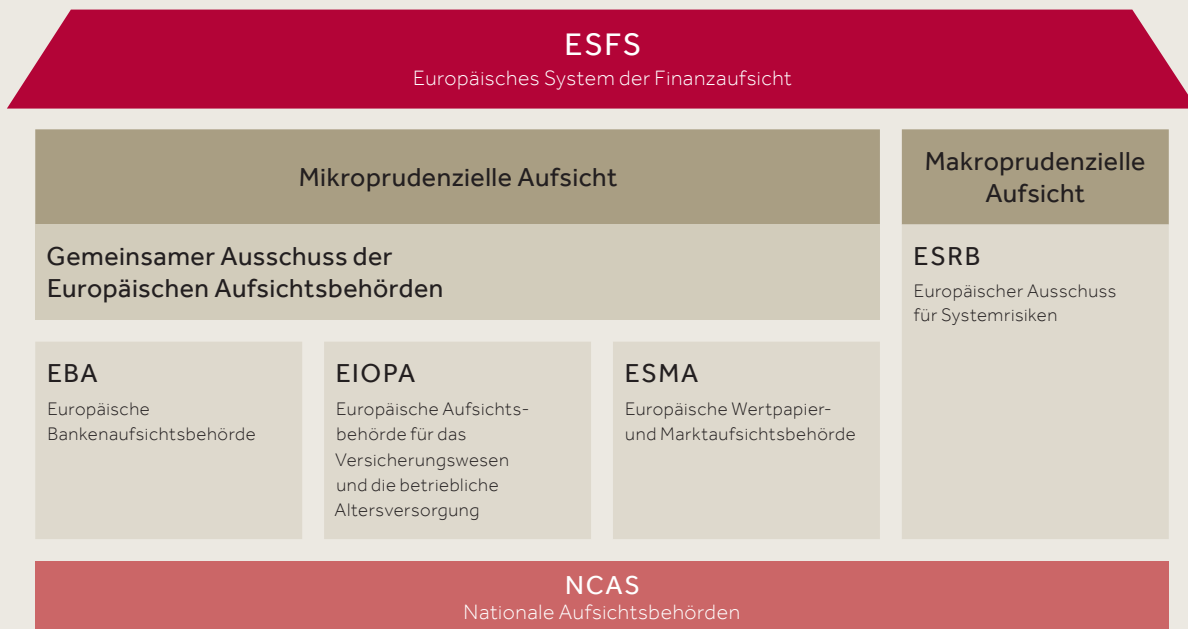 ESFS
Europäisches System der Finanzaufsicht
Mikroprudenzielle Aufsicht
Gemeinsamer Ausschuss der
Europäischen Aufsichtsbehörden
EBA
Europäische
Bankenaufsichtsbehörde
EIOPA
Europäische Aufsichts-
behörde für das
Versicherungswesen
und die betriebliche
Altersversorgung
ESMA
Europäische Wertpapier-
und Marktaufsichtsbehörde
Makroprudenzielle
Aufsicht
ESRB
Europäischer Ausschuss
für Systemrisiken
NCAS
Nationale Aufsichtsbehörden